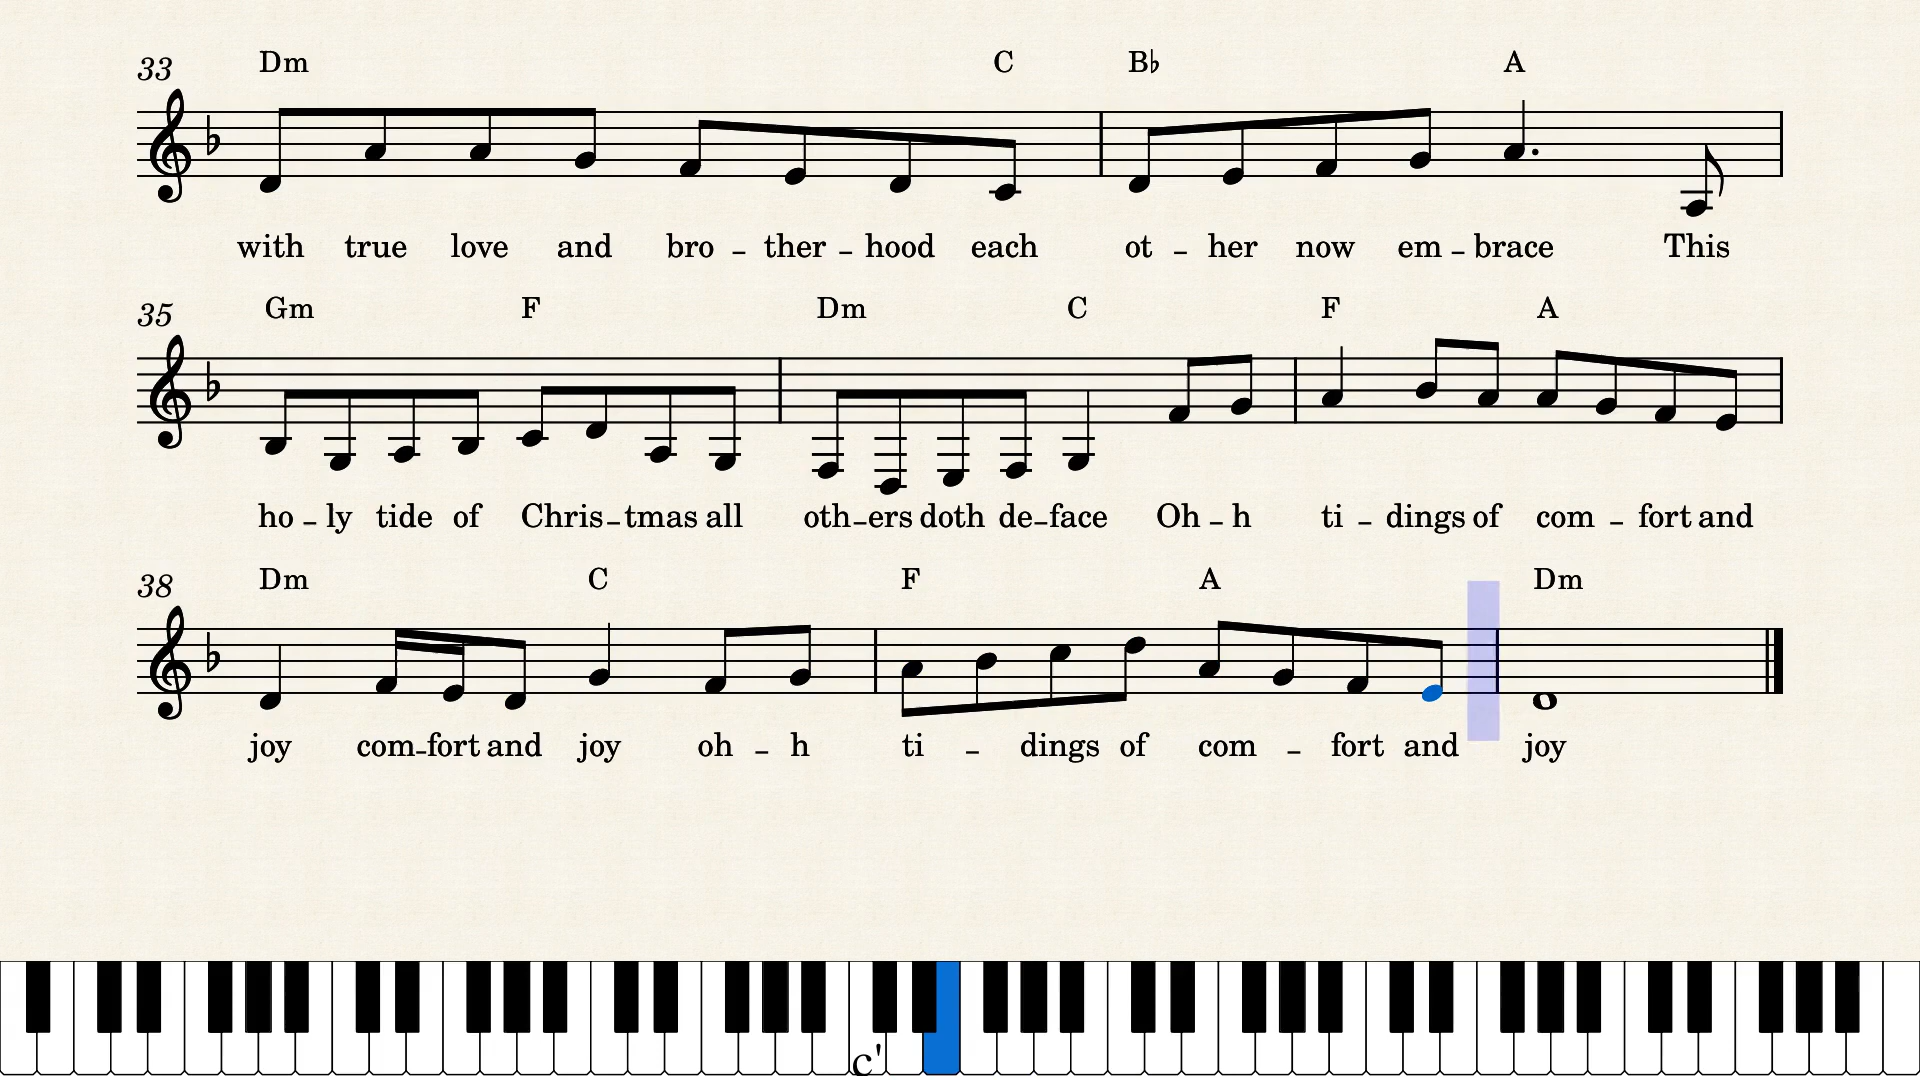 33 Dm C B♭ A
with true love and bro – ther – hood each ot – her now em – brace This
35 Gm F Dm C F A
ho – ly tide of Chris – tmas all oth – ers doth de – face Oh – h ti – dings of com – fort and
38 Dm C F A Dm
joy com – fort and joy oh – h ti – dings of com – fort and joy
c'